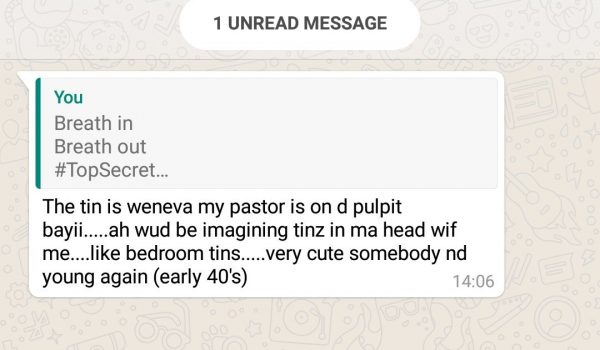 1 UNREAD MESSAGE
You
Breath in
Breath out
#TopSecret...
The tin is weneva my pastor is on d pulpit
bayii.....ah wud be imagining tinz in ma head wif
me....like bedroom tins.....very cute somebody nd
young again (early 40's)
14:06